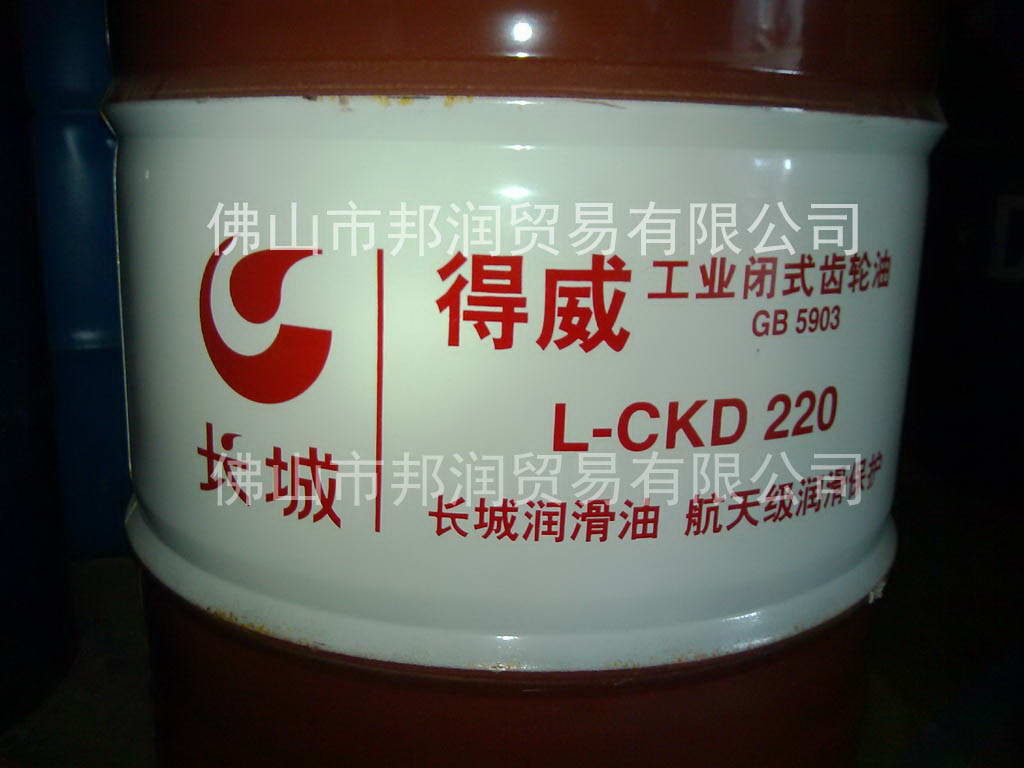 佛山市邦润贸易有限公司
得威 工业闭式齿轮油
GB 5903
L-CKD 220
长城
佛山市邦润贸易有限公司
长城润滑油 航天级润滑保护